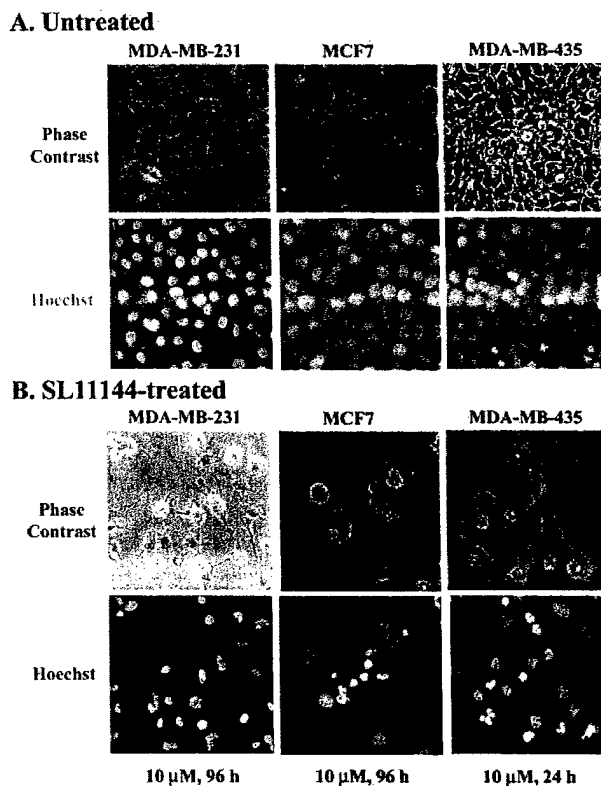 A. Untreated
MDA-MB-231 MCF7 MDA-MB-435
Phase
Contrast
Hoechst
B. SL11144-treated
MDA-MB-231 MCF7 MDA-MB-435
Phase
Contrast
Hoechst
10 μM, 96 h 10 μM, 96 h 10 μM, 24 h